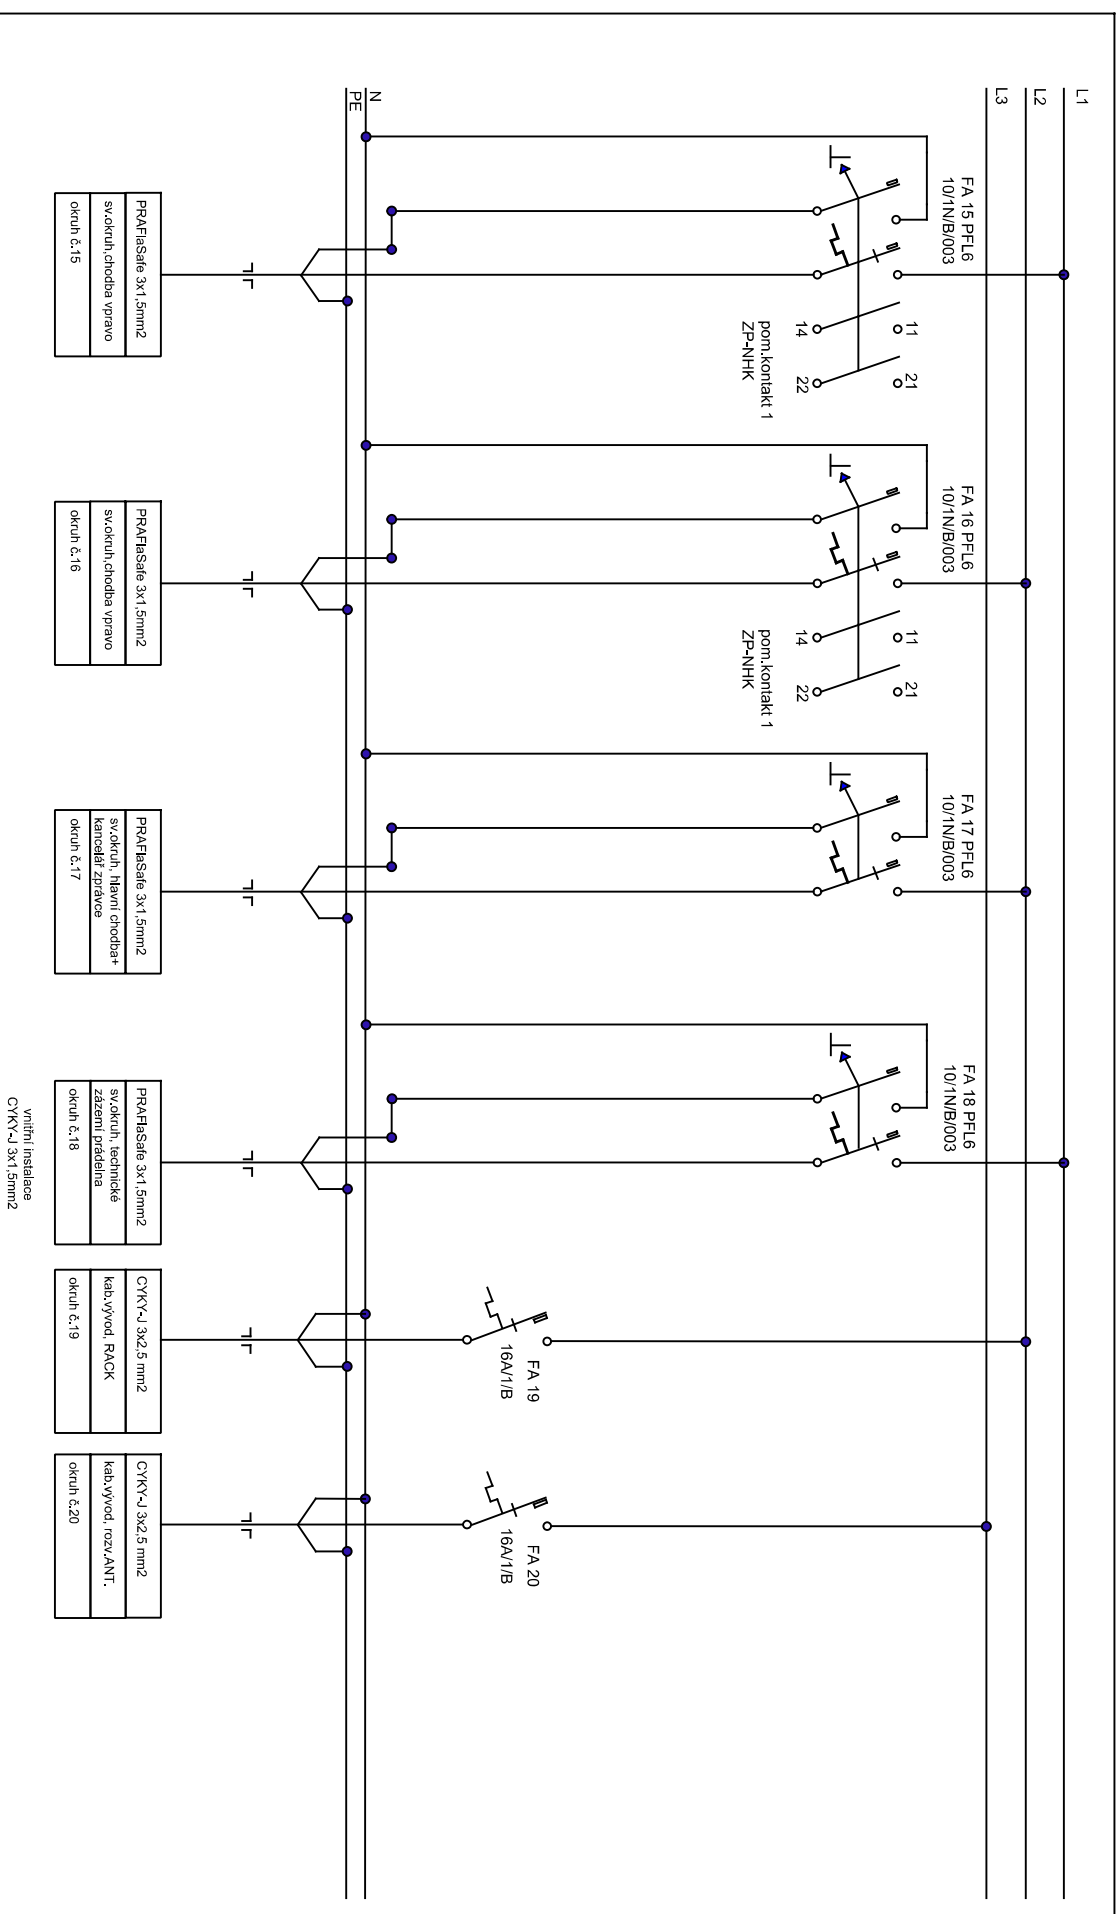 L1
L2
L3
N
PE
FA 15 PFL6
10/1N/B/003
11
21
14
22
pom.kontakt 1
ZP-NHK
FA 16 PFL6
10/1N/B/003
11
21
14
22
pom.kontakt 1
ZP-NHK
FA 17 PFL6
10/1N/B/003
FA 18 PFL6
10/1N/B/003
FA 19
16A/1/B
FA 20
16A/1/B
PRAFlaSafe 3x1,5mm2
sv.okruh,chodba vpravo
okruh č.15
PRAFlaSafe 3x1,5mm2
sv.okruh,chodba vpravo
okruh č.16
PRAFlaSafe 3x1,5mm2
sv.okruh, hlavní chodba+
kancelář zprávce
okruh č.17
PRAFlaSafe 3x1,5mm2
sv.okruh, technické
zázemí prádelna
okruh č.18
CYKY-J 3x2,5 mm2
kab.vývod, RACK
okruh č.19
CYKY-J 3x2,5 mm2
kab.vývod, rozv.ANT.
okruh č.20
vnitřní instalace
CYKY-J 3x1,5mm2